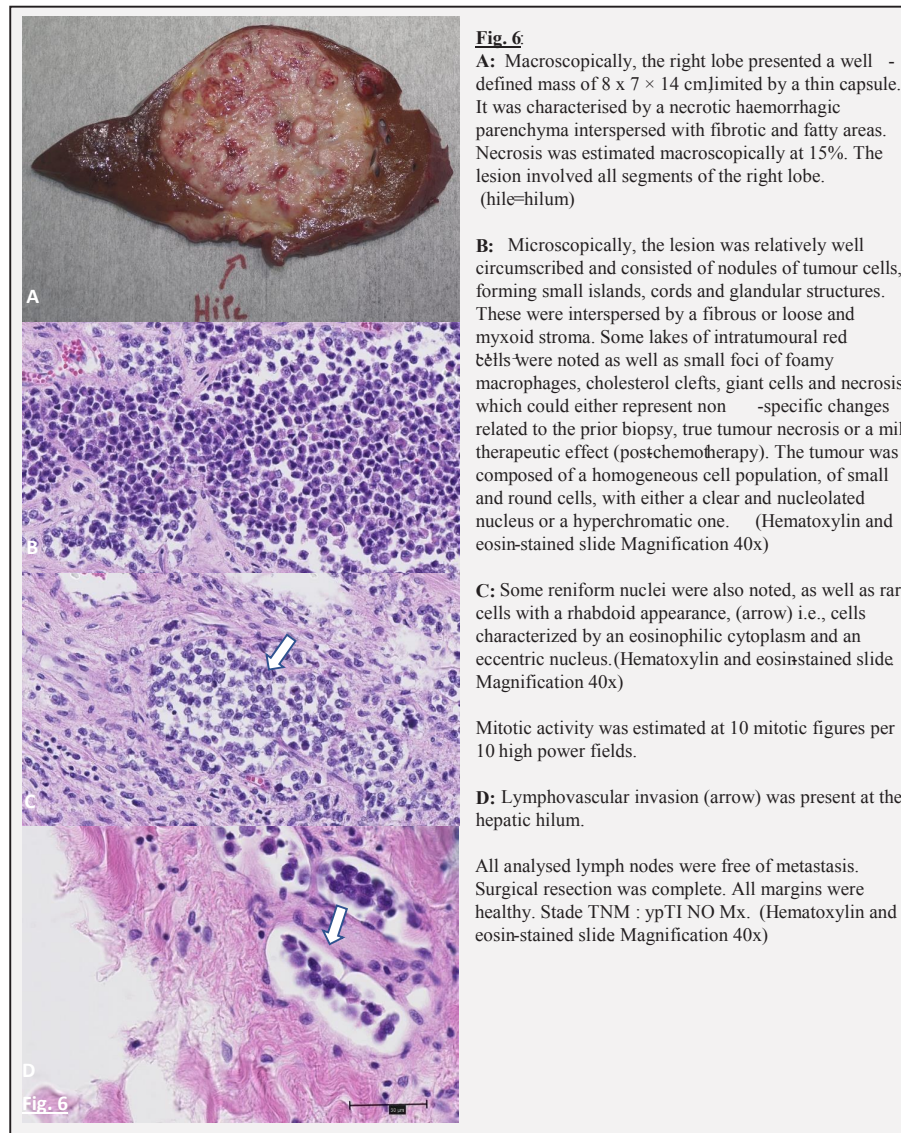 A
Hile
B
C
D
Fig. 6
Fig. 6:
A: Macroscopically, the right lobe presented a well -
defined mass of 8 x 7 × 14 cm,limited by a thin capsule.
It was characterised by a necrotic haemorrhagic
parenchyma interspersed with fibrotic and fatty areas.
Necrosis was estimated macroscopically at 15%. The
lesion involved all segments of the right lobe.
(hile=hilum)
B: Microscopically, the lesion was relatively well
circumscribed and consisted of nodules of tumour cells,
forming small islands, cords and glandular structures.
These were interspersed by a fibrous or loose and
myxoid stroma. Some lakes of intratumoural red
cells were noted as well as small foci of foamy
macrophages, cholesterol clefts, giant cells and necrosis
which could either represent non -specific changes
related to the prior biopsy, true tumour necrosis or a mil
therapeutic effect (post-chemotherapy). The tumour was
composed of a homogeneous cell population, of small
and round cells, with either a clear and nucleolated
nucleus or a hyperchromatic one. (Hematoxylin and
eosin-stained slide. Magnification 40x)
C: Some reniform nuclei were also noted, as well as rar
cells with a rhabdoid appearance, (arrow) i.e., cells
characterized by an eosinophilic cytoplasm and an
eccentric nucleus.(Hematoxylin and eosin-stained slide.
Magnification 40x)
Mitotic activity was estimated at 10 mitotic figures per
10 high power fields.
D: Lymphovascular invasion (arrow) was present at the
hepatic hilum.
All analysed lymph nodes were free of metastasis.
Surgical resection was complete. All margins were
healthy. Stade TNM : ypTI NO Mx. (Hematoxylin and
eosin-stained slide. Magnification 40x)